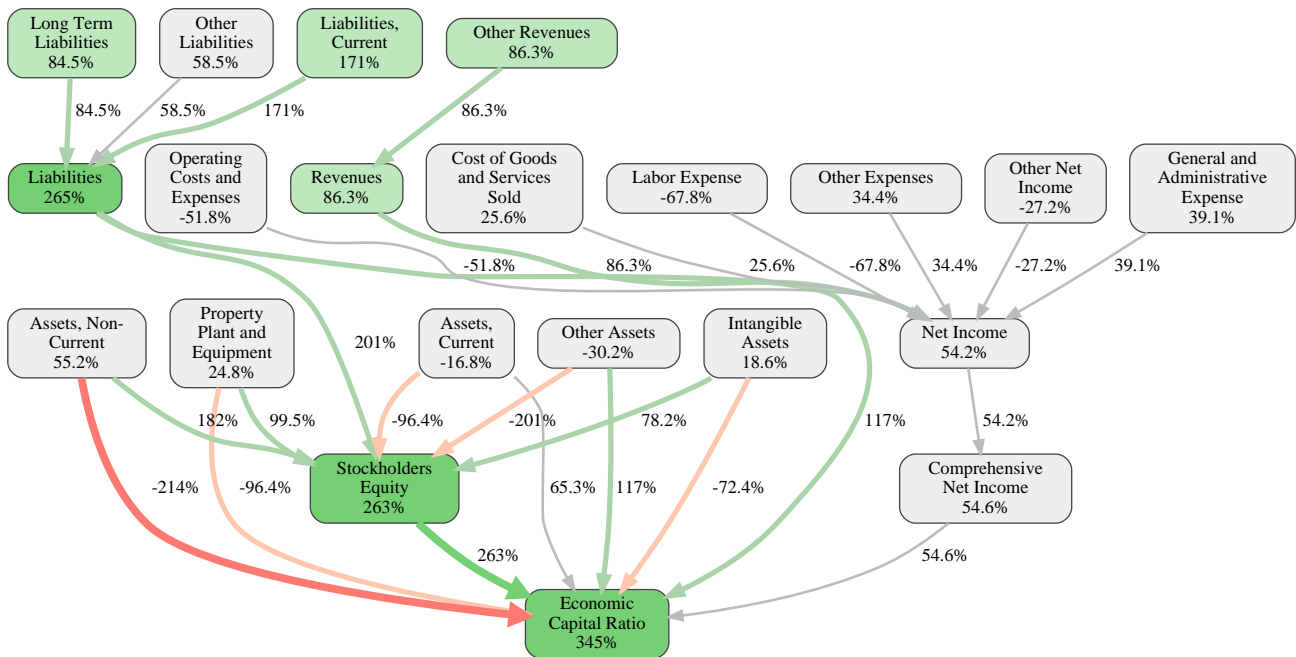 Long Term
Liabilities
84.5%
Other
Liabilities
58.5%
Liabilities,
Current
171%
Other Revenues
86.3%
84.5%
58.5%
171%
86.3%
Liabilities
265%
Operating
Costs and
Expenses
-51.8%
Revenues
86.3%
Cost of Goods
and Services
Sold
25.6%
Labor Expense
-67.8%
Other Expenses
34.4%
Other Net
Income
-27.2%
General and
Administrative
Expense
39.1%
-51.8%
86.3%
25.6%
-67.8%
34.4%
-27.2%
39.1%
Assets, Non-
Current
55.2%
Property
Plant and
Equipment
24.8%
201%
Assets,
Current
-16.8%
Other Assets
-30.2%
Intangible
Assets
18.6%
Net Income
54.2%
182%
99.5%
-96.4%
-201%
78.2%
117%
54.2%
-214%
-96.4%
Stockholders
Equity
263%
65.3%
117%
-72.4%
Comprehensive
Net Income
54.6%
263%
54.6%
Economic
Capital Ratio
345%